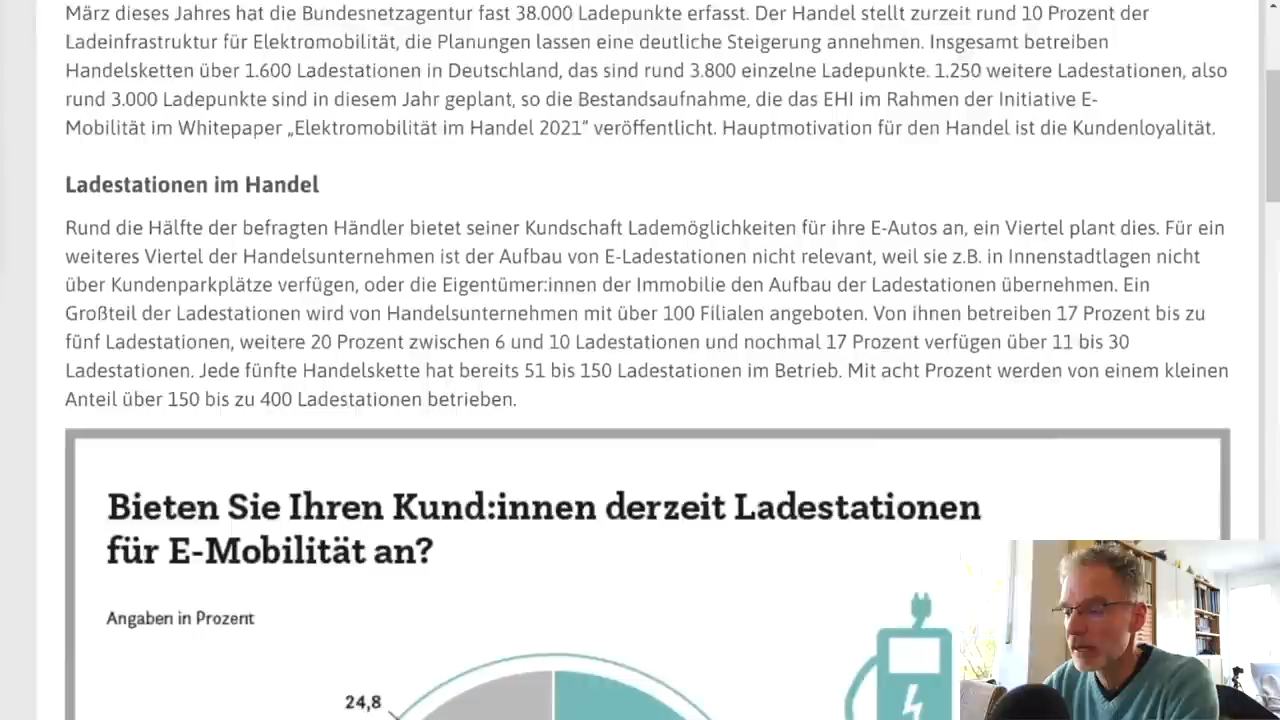 März dieses Jahres hat die Bundesnetzagentur fast 38.000 Ladepunkte erfasst. Der Handel stellt zurzeit rund 10 Prozent der
Ladeinfrastruktur für Elektromobilität, die Planungen lassen eine deutliche Steigerung annehmen. Insgesamt betreiben
Handelsketten über 1.600 Ladestationen in Deutschland, das sind rund 3.800 einzelne Ladepunkte. 1.250 weitere Ladestationen, also
rund 3.000 Ladepunkte sind in diesem Jahr geplant, so die Bestandsaufnahme, die das EHI im Rahmen der Initiative E-
Mobilität im Whitepaper „Elektromobilität im Handel 2021“ veröffentlicht. Hauptmotivation für den Handel ist die Kundenloyalität.
Ladestationen im Handel
Rund die Hälfte der befragten Händler bietet seiner Kundschaft Lademöglichkeiten für ihre E-Autos an, ein Viertel plant dies. Für ein
weiteres Viertel der Handelsunternehmen ist der Aufbau von E-Ladestationen nicht relevant, weil sie z.B. in Innenstadtlagen nicht
über Kundenparkplätze verfügen, oder die Eigentümer:innen der Immobilie den Aufbau der Ladestationen übernehmen. Ein
Großteil der Ladestationen wird von Handelsunternehmen mit über 100 Filialen angeboten. Von ihnen betreiben 17 Prozent bis zu
fünf Ladestationen, weitere 20 Prozent zwischen 6 und 10 Ladestationen und nochmal 17 Prozent verfügen über 11 bis 30
Ladestationen. Jede fünfte Handelskette hat bereits 51 bis 150 Ladestationen im Betrieb. Mit acht Prozent werden von einem kleinen
Anteil über 150 bis zu 400 Ladestationen betrieben.
Bieten Sie Ihren Kund:innen derzeit Ladestationen
für E-Mobilität an?
Angaben in Prozent
24,8